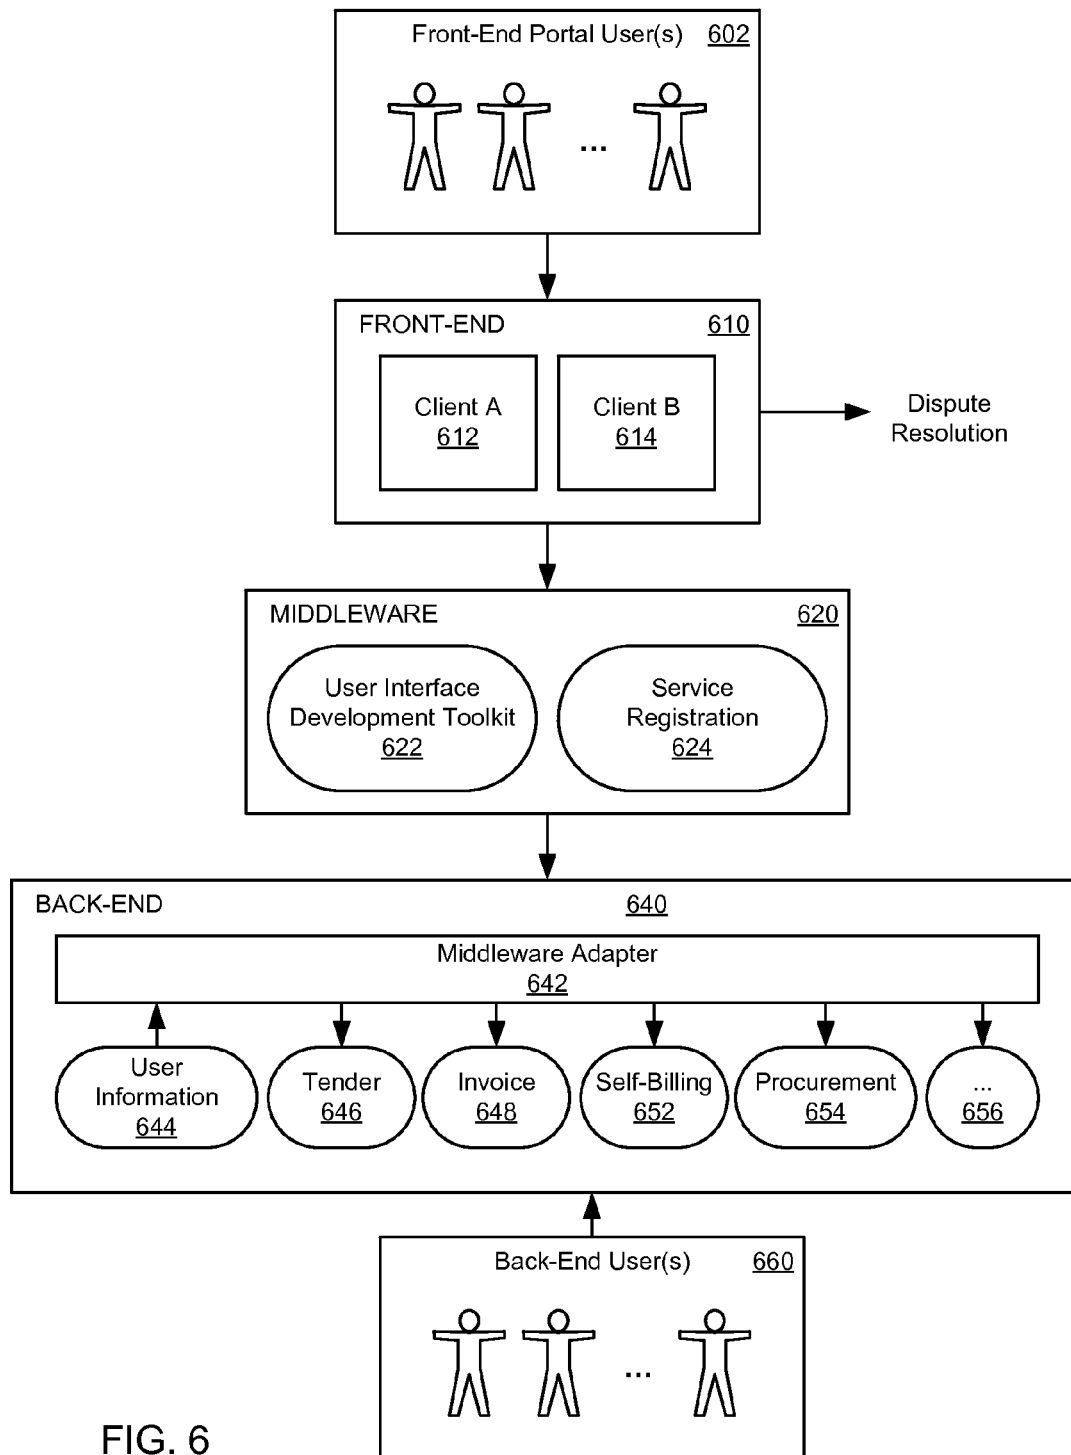 Front-End Portal User(s) 602
...
FRONT-END 610
Client A
612
Client B
614
Dispute
Resolution
MIDDLEWARE 620
User Interface
Development Toolkit
622
Service
Registration
624
BACK-END 640
Middleware Adapter
642
User
Information
644
Tender
646
Invoice
648
Self-Billing
652
Procurement
654
...
656
Back-End User(s) 660
...
FIG. 6